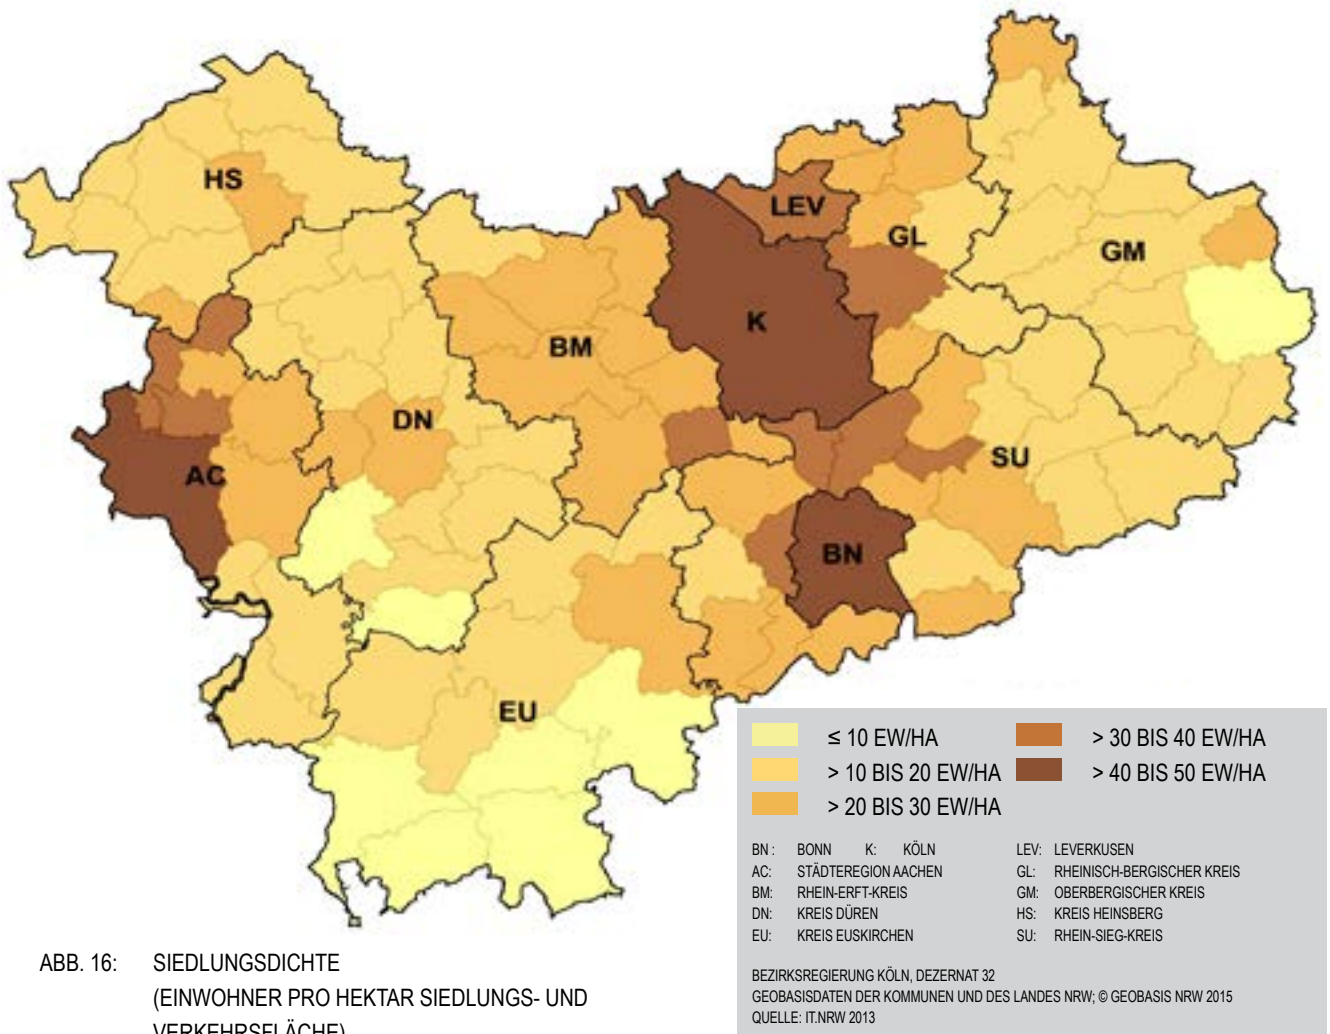 HS
LEV
GL
GM
K
BM
DN
AC
SU
BN
EU
≤ 10 EW/HA
> 10 BIS 20 EW/HA
> 20 BIS 30 EW/HA
> 30 BIS 40 EW/HA
> 40 BIS 50 EW/HA
BN : BONN K: KÖLN
AC: STÄDTEREGION AACHEN
BM: RHEIN-ERFT-KREIS
DN: KREIS DÜREN
EU: KREIS EUSKIRCHEN
LEV: LEVERKUSEN
GL: RHEINISCH-BERGISCHER KREIS
GM: OBERBERGISCHER KREIS
HS: KREIS HEINSBERG
SU: RHEIN-SIEG-KREIS
BEZIRKSREGIERUNG KÖLN, DEZERNAT 32
GEOBASISDATEN DER KOMMUNEN UND DES LANDES NRW; © GEOBASIS NRW 2015
QUELLE: IT.NRW 2013
ABB. 16: SIEDLUNGSDICHTE
(EINWOHNER PRO HEKTAR SIEDLUNGS- UND
VERKEHRSFLÄCHE)